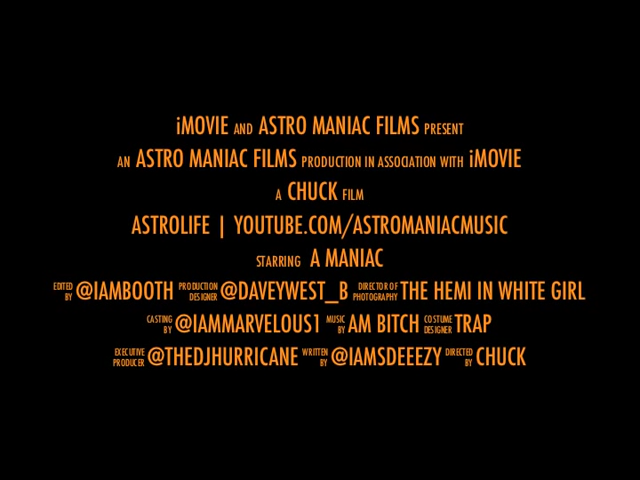 iMOVIE AND ASTRO MANIAC FILMS PRESENT
AN ASTRO MANIAC FILMS PRODUCTION IN ASSOCIATION WITH iMOVIE
A CHUCK FILM
ASTROLIFE | YOUTUBE.COM/ASTROMANIACMUSIC
STARRING A MANIAC
EDITED BY @IAMBOOTH PRODUCTION DESIGNER @DAVEYWEST_B DIRECTOR OF PHOTOGRAPHY THE HEMI IN WHITE GIRL
CASTING BY @IAMMARVELOUS1 MUSIC BY AM BITCH COSTUME DESIGNER TRAP
EXECUTIVE PRODUCER @THEDJHURRICANE WRITTEN BY @IAMSDEEEZY DIRECTED BY CHUCK